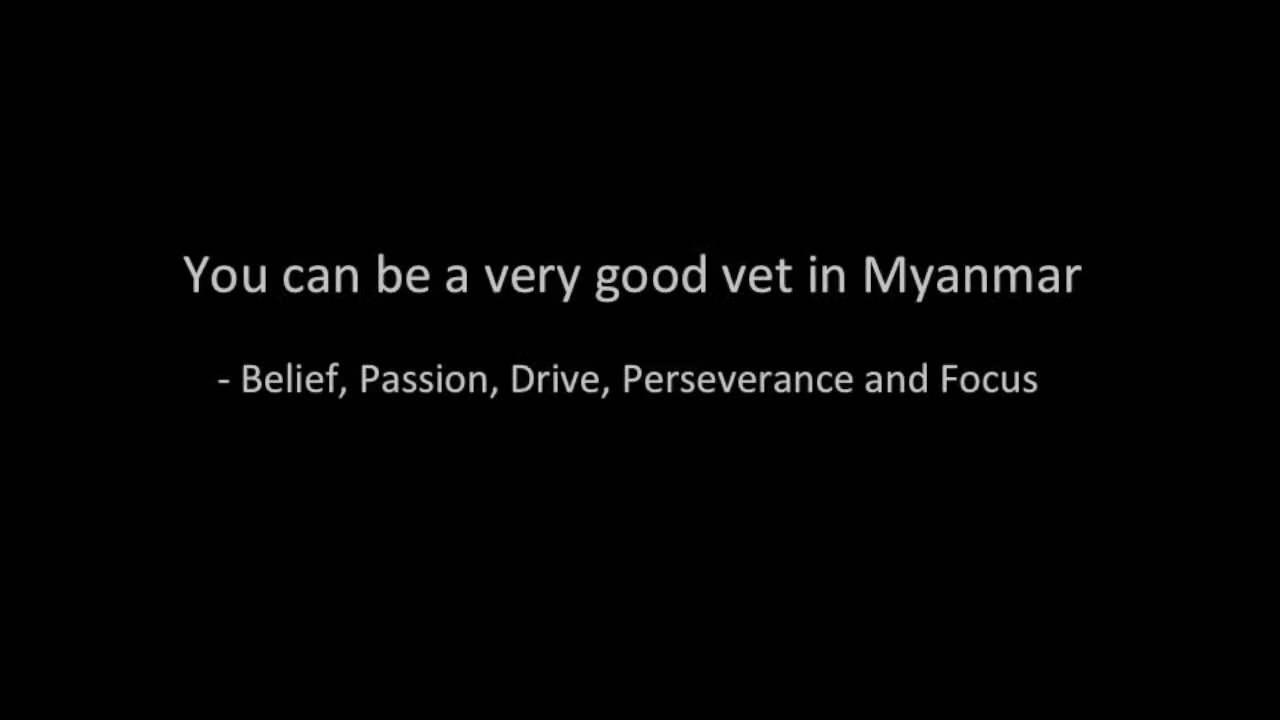 You can be a very good vet in Myanmar
- Belief, Passion, Drive, Perseverance and Focus